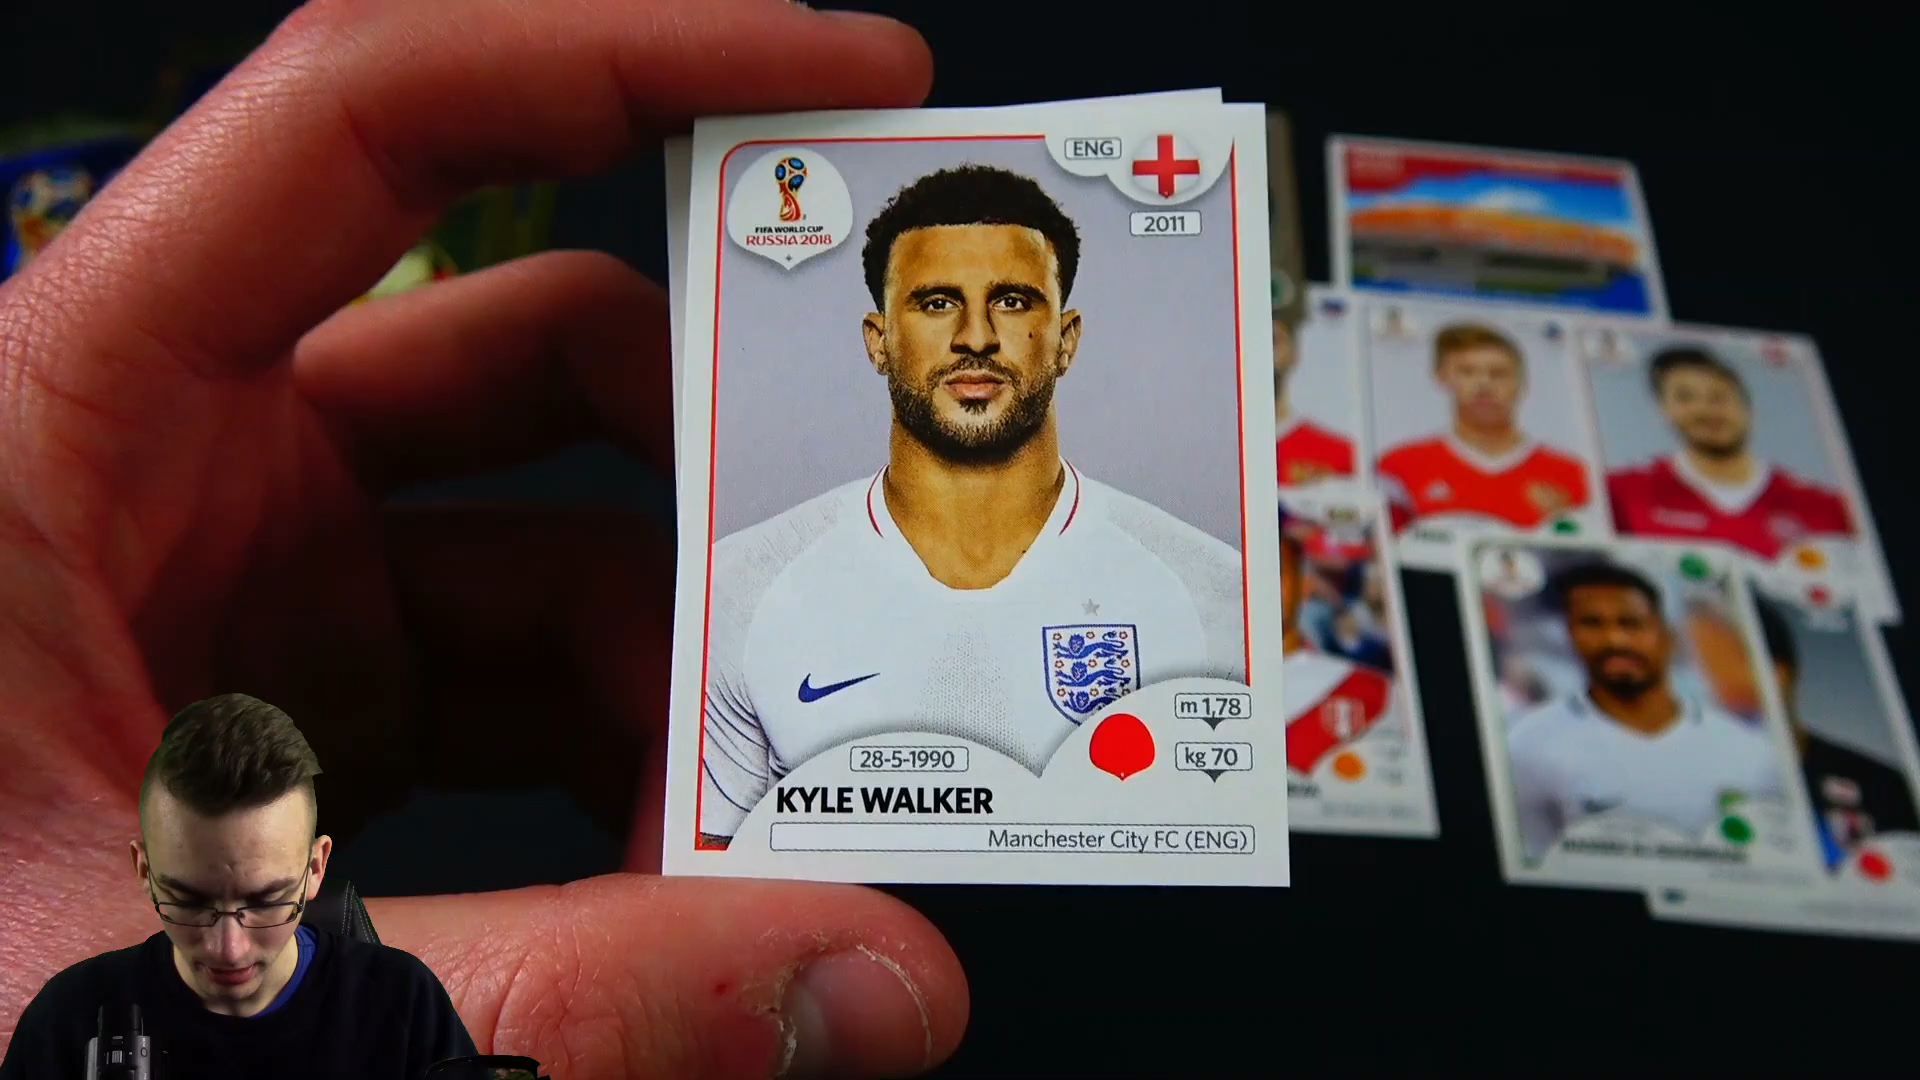 ENG
2011
FIFA WORLD CUP
RUSSIA 2018
m 1,78
kg 70
28-5-1990
KYLE WALKER
Manchester City FC (ENG)